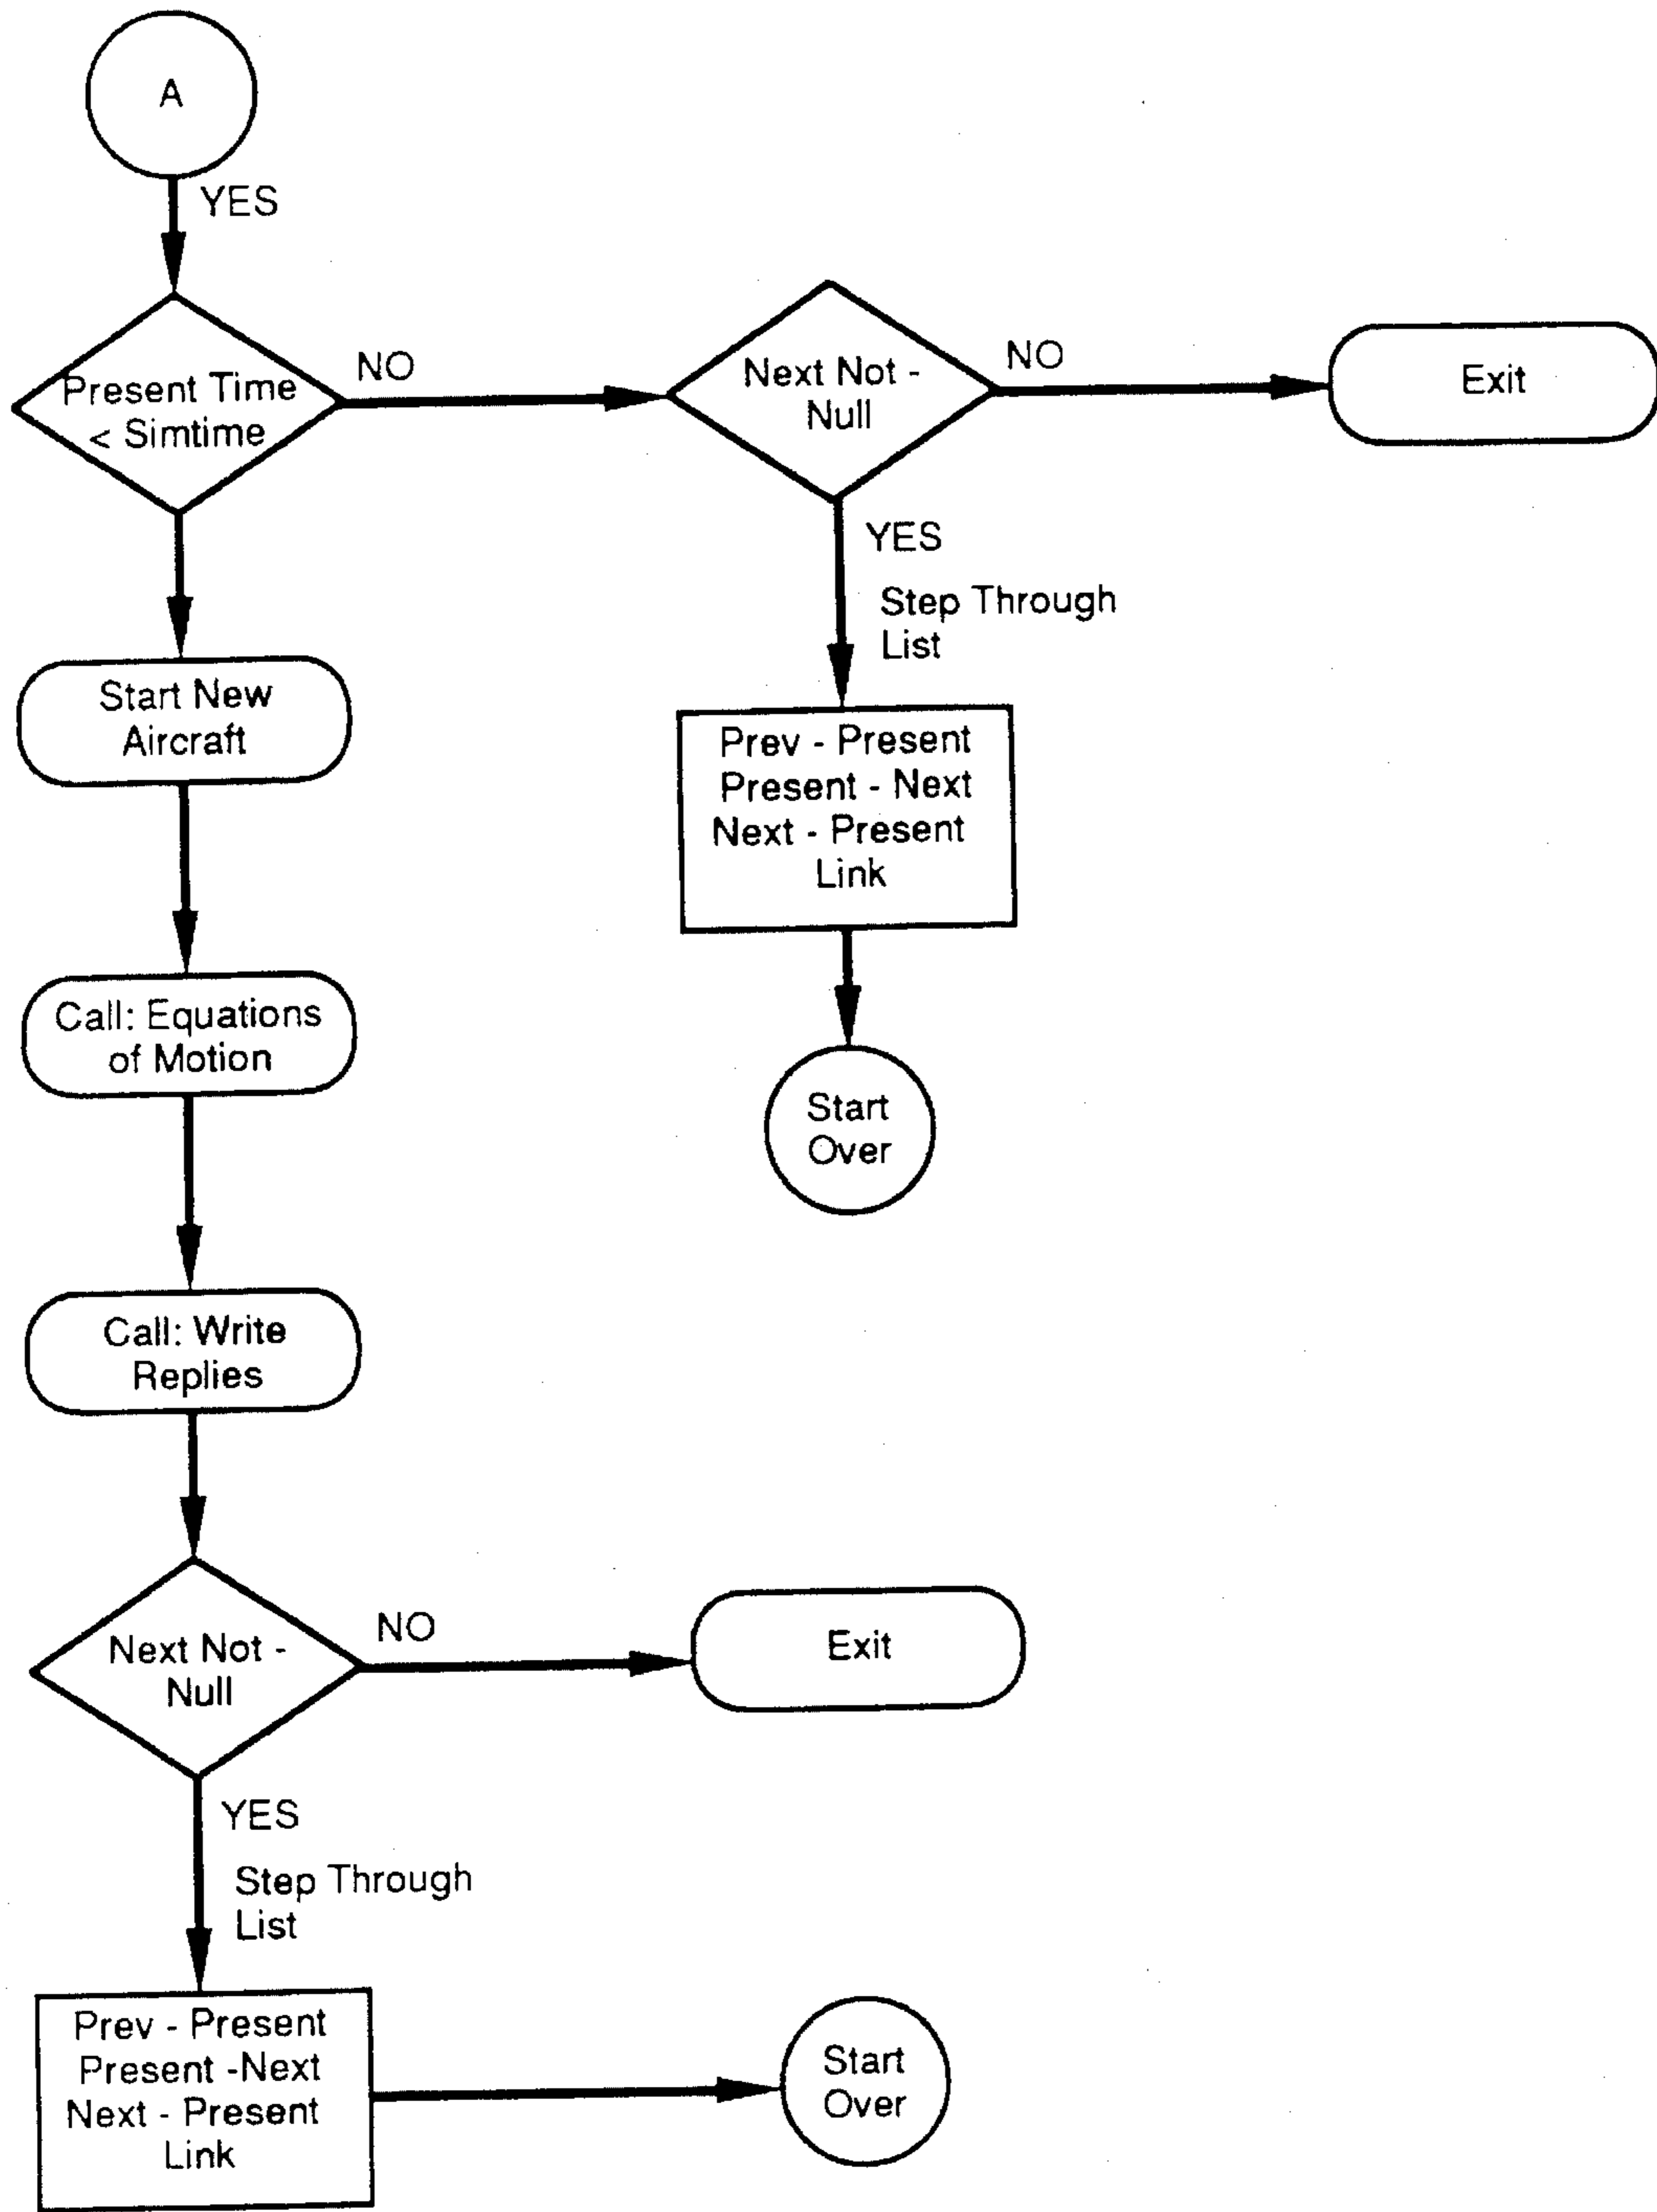 A
YES
Present Time
< Simtime
NO
Next Not -
Null
NO
Exit
YES
Step Through
List
Prev - Present
Present - Next
Next - Present
Link
Start
Over
Start New
Aircraft
Call: Equations
of Motion
Call: Write
Replies
Next Not -
Null
NO
Exit
YES
Step Through
List
Prev - Present
Present -Next
Next - Present
Link
Start
Over